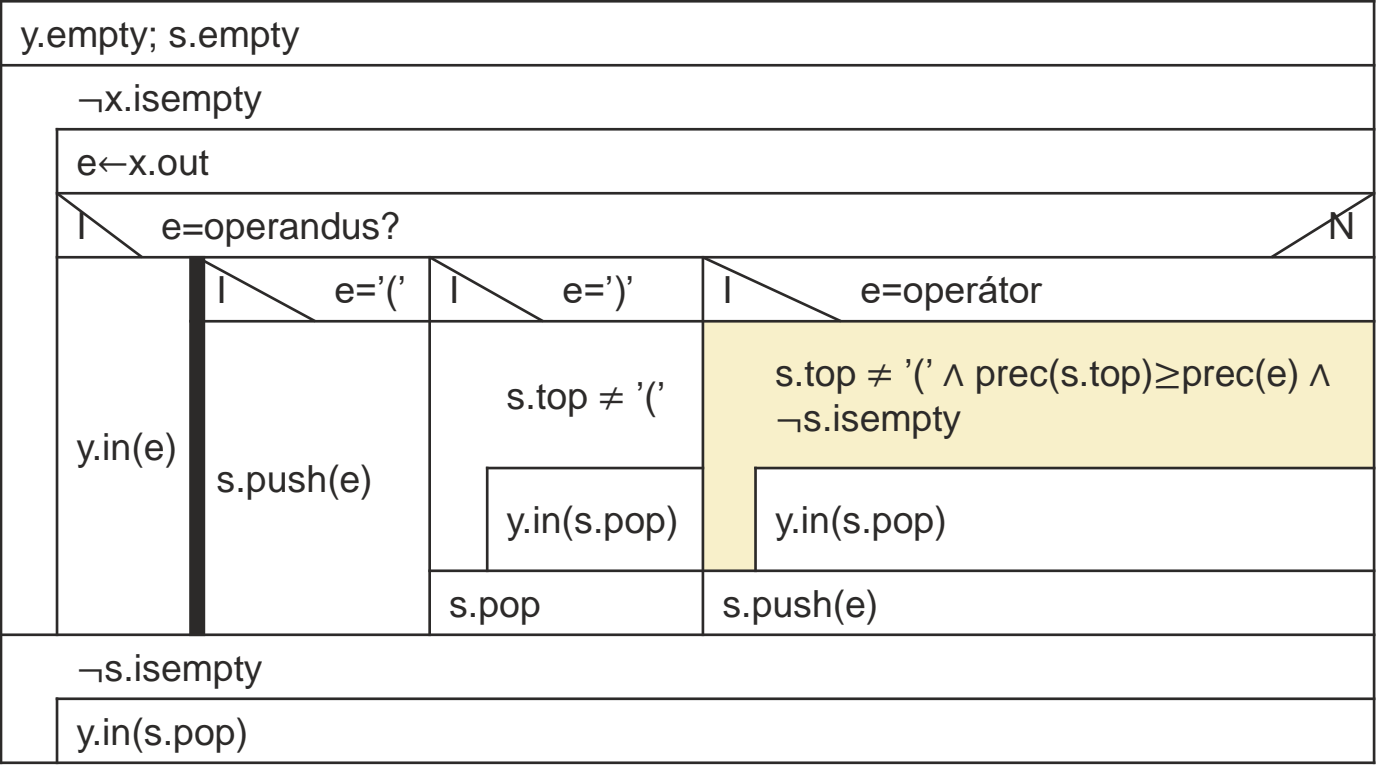 y.empty; s.empty
¬x.isempty
e←x.out
I e=operandus? N
I e='(’ I e=’)’ I e=operátor
y.in(e)
s.push(e)
s.top ≠ ’(’
y.in(s.pop)
s.pop
s.top ≠ ’(’ ∧ prec(s.top)≥prec(e) ∧
¬s.isempty
y.in(s.pop)
s.push(e)
¬s.isempty
y.in(s.pop)